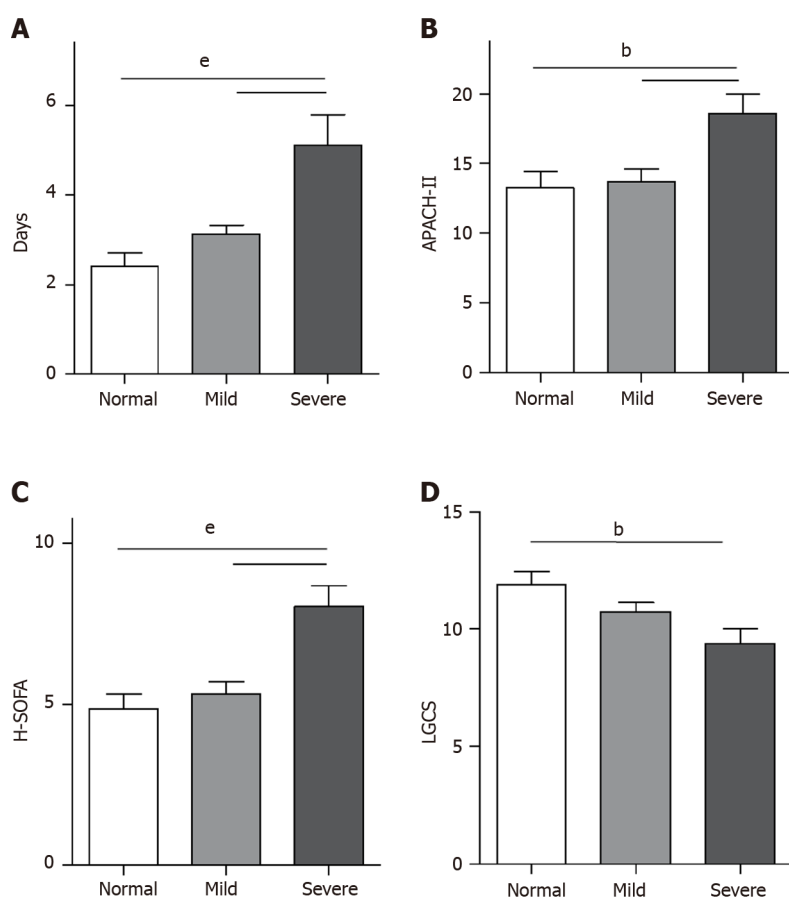 A
e
6
4
2
0
Days
Normal Mild Severe
B
b
20
15
10
5
0
APACH-II
Normal Mild Severe
C
e
10
5
0
H-SOFA
Normal Mild Severe
D
b
15
10
5
0
LGCS
Normal Mild Severe